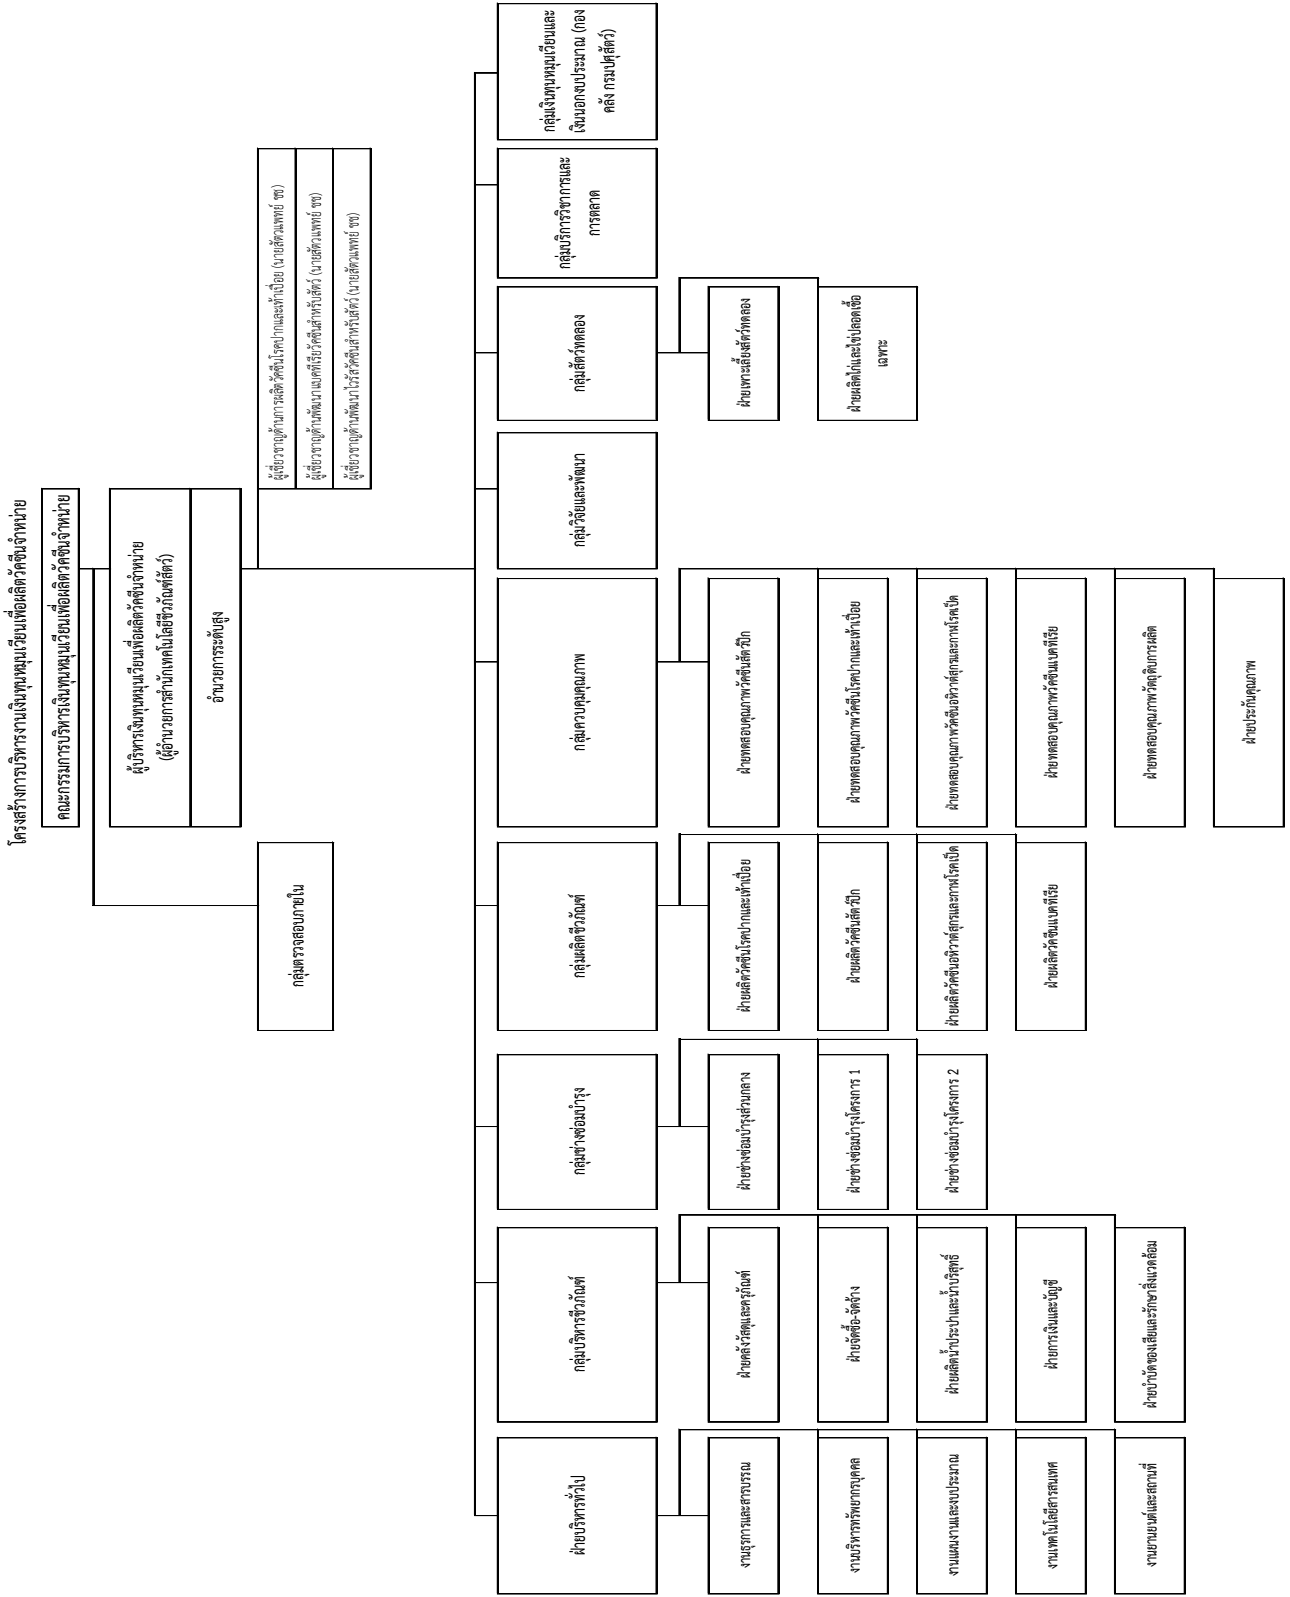 โครงสร้างการบริหารงานเงินทุนหมุนเวียนเพื่อผลิตวัคซีนจำหน่าย
คณะกรรมการบริหารเงินทุนหมุนเวียนเพื่อผลิตวัคซีนจำหน่าย
ผู้บริหารเงินทุนหมุนเวียนเพื่อผลิตวัคซีนจำหน่าย
(ผู้อำนวยการสำนักเทคโนโลยีชีวภัณฑ์สัตว์)
อำนวยการระดับสูง
กลุ่มตรวจสอบภายใน
ผู้เชี่ยวชาญด้านการผลิตวัคซีนโรคปากและเท้าเปื่อย (นายสัตวแพทย์ ชช)
ผู้เชี่ยวชาญด้านพัฒนาแบคทีเรียวัคซีนสำหรับสัตว์ (นายสัตวแพทย์ ชช)
ผู้เชี่ยวชาญด้านพัฒนาไวรัสวัคซีนสำหรับสัตว์ (นายสัตวแพทย์ ชช)
ฝ่ายบริหารทั่วไป
งานธุรการและสารบรรณ
งานบริหารทรัพยากรบุคคล
งานแผนงานและงบประมาณ
งานเทคโนโลยีสารสนเทศ
งานยานยนต์และสถานที่
กลุ่มบริหารชีวภัณฑ์
ฝ่ายคลังวัสดุและครุภัณฑ์
ฝ่ายจัดซื้อ-จัดจ้าง
ฝ่ายผลิตน้ำประปาและน้ำบริสุทธิ์
ฝ่ายการเงินและบัญชี
ฝ่ายบำบัดของเสียและรักษาสิ่งแวดล้อม
กลุ่มช่างซ่อมบำรุง
ฝ่ายช่างซ่อมบำรุงส่วนกลาง
ฝ่ายช่างซ่อมบำรุงโครงการ 1
ฝ่ายช่างซ่อมบำรุงโครงการ 2
กลุ่มผลิตชีวภัณฑ์
ฝ่ายผลิตวัคซีนโรคปากและเท้าเปื่อย
ฝ่ายผลิตวัคซีนสัตว์ปีก
ฝ่ายผลิตวัคซีนอหิวาต์สุกรและกาฬโรคเป็ด
ฝ่ายผลิตวัคซีนแบคทีเรีย
กลุ่มควบคุมคุณภาพ
ฝ่ายทดสอบคุณภาพวัคซีนสัตว์ปีก
ฝ่ายทดสอบคุณภาพวัคซีนโรคปากและเท้าเปื่อย
ฝ่ายทดสอบคุณภาพวัคซีนอหิวาต์สุกรและกาฬโรคเป็ด
ฝ่ายทดสอบคุณภาพวัคซีนแบคทีเรีย
ฝ่ายทดสอบคุณภาพวัตถุดิบการผลิต
ฝ่ายประกันคุณภาพ
กลุ่มวิจัยและพัฒนา
กลุ่มสัตว์ทดลอง
ฝ่ายเพาะเลี้ยงสัตว์ทดลอง
ฝ่ายผลิตไก่และไข่ปลอดเชื้อ
เฉพาะ
กลุ่มบริการวิชาการและ
การตลาด
กลุ่มเงินทุนหมุนเวียนและ
เงินนอกงบประมาณ (กอง
คลัง กรมปศุสัตว์)